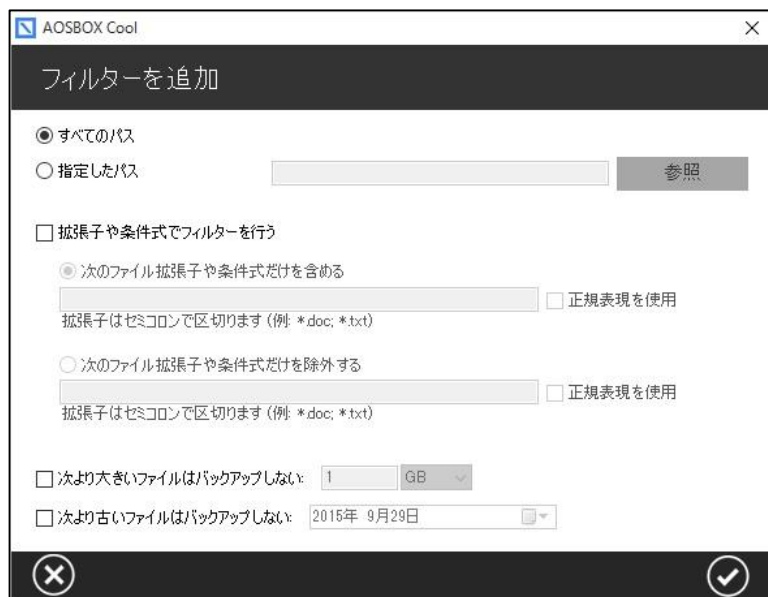 AOSBOX Cool
フィルターを追加
すべてのパス
指定したパス 参照
拡張子や条件式でフィルターを行う
次のファイル拡張子や条件式だけを含める
正規表現を使用
拡張子はセミコロンで区切ります (例: *.doc; *.txt)
次のファイル拡張子や条件式だけを除外する
正規表現を使用
拡張子はセミコロンで区切ります (例: *.doc; *.txt)
次より大きいファイルはバックアップしない: 1 GB
次より古いファイルはバックアップしない: 2015年 9月29日